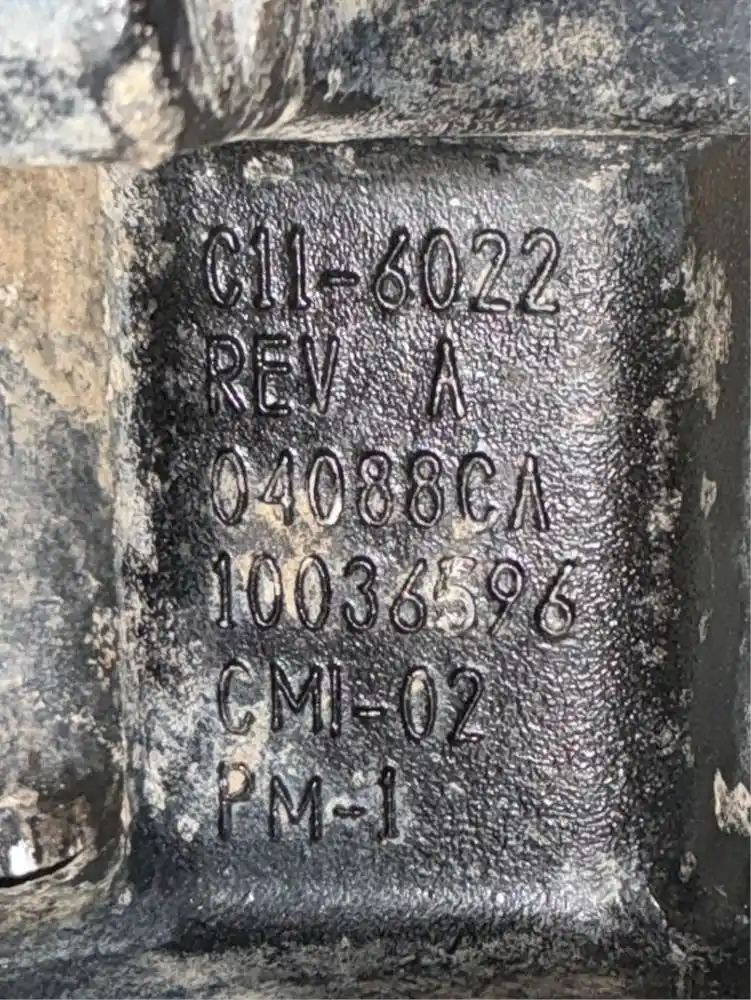 C11-6022
REV A
04088CA
10036596
CMI-02
PM-1